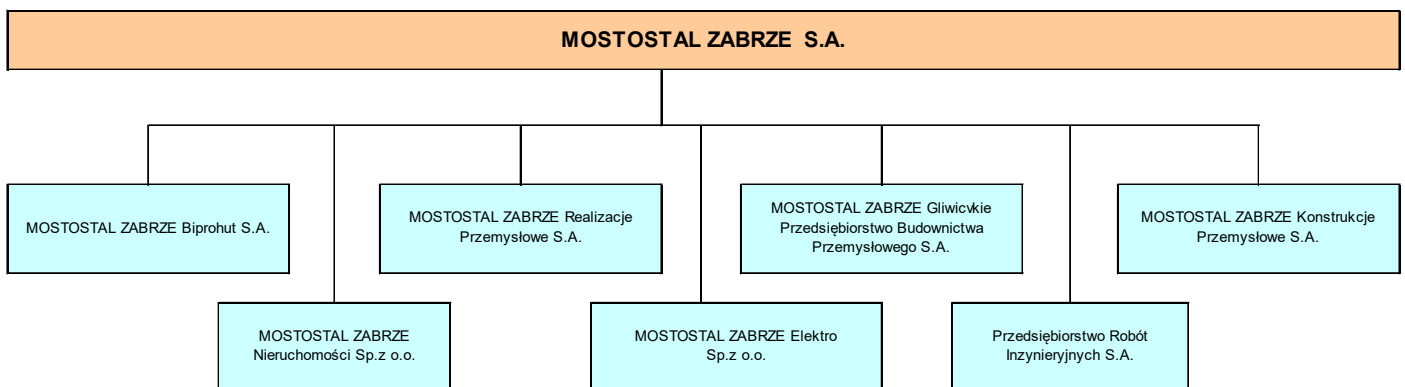 MOSTOSTAL ZABRZE S.A.
MOSTOSTAL ZABRZE Biprohut S.A.
MOSTOSTAL ZABRZE Realizacje
Przemysłowe S.A.
MOSTOSTAL ZABRZE Gliwicvkie
Przedsiębiorstwo Budownictwa
Przemysłowego S.A.
MOSTOSTAL ZABRZE Konstrukcje
Przemysłowe S.A.
MOSTOSTAL ZABRZE
Nieruchomości Sp.z o.o.
MOSTOSTAL ZABRZE Elektro
Sp.z o.o.
Przedsiębiorstwo Robót
Inzynieryjnych S.A.